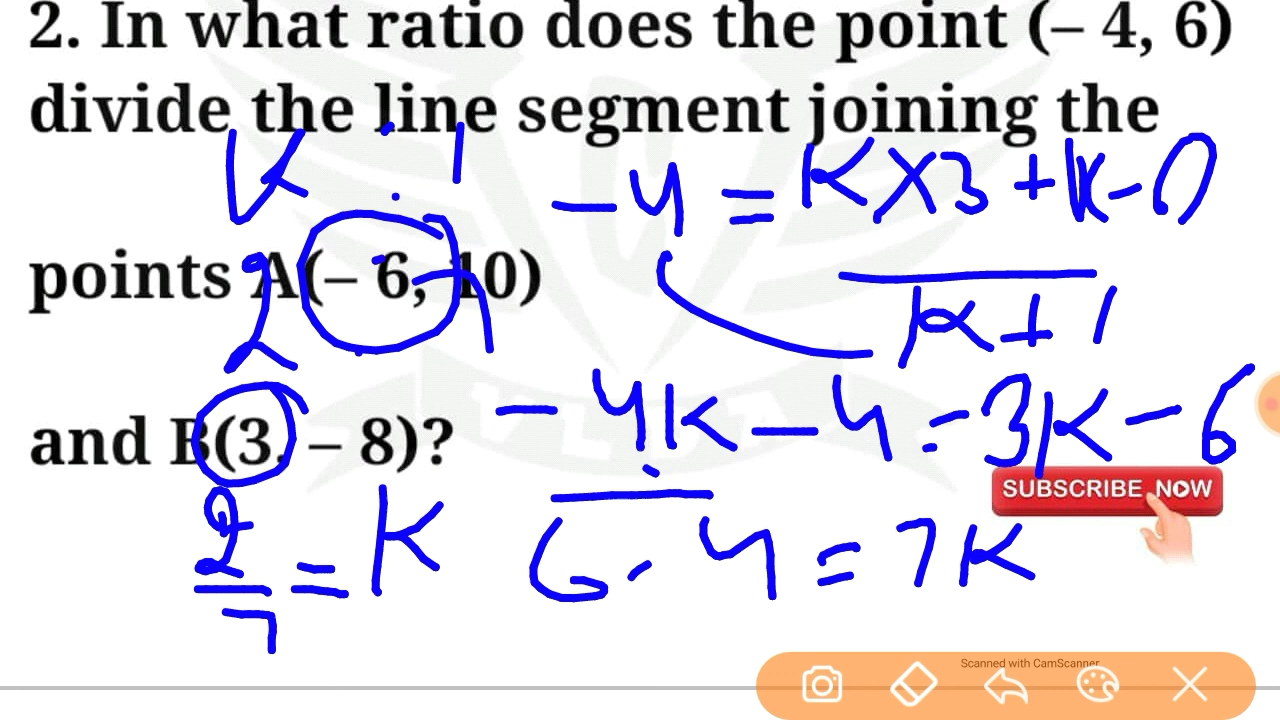 2. In what ratio does the point (– 4, 6)
divide the line segment joining the
K : 1
-4 = K×3 +
points A(– 6, 10)
K+1
2 7
-4K-4=3K-6
and B(3, – 8)?
SUBSCRIBE NOW
2/7 = K
6-4=7K
Scanned with CamScanner